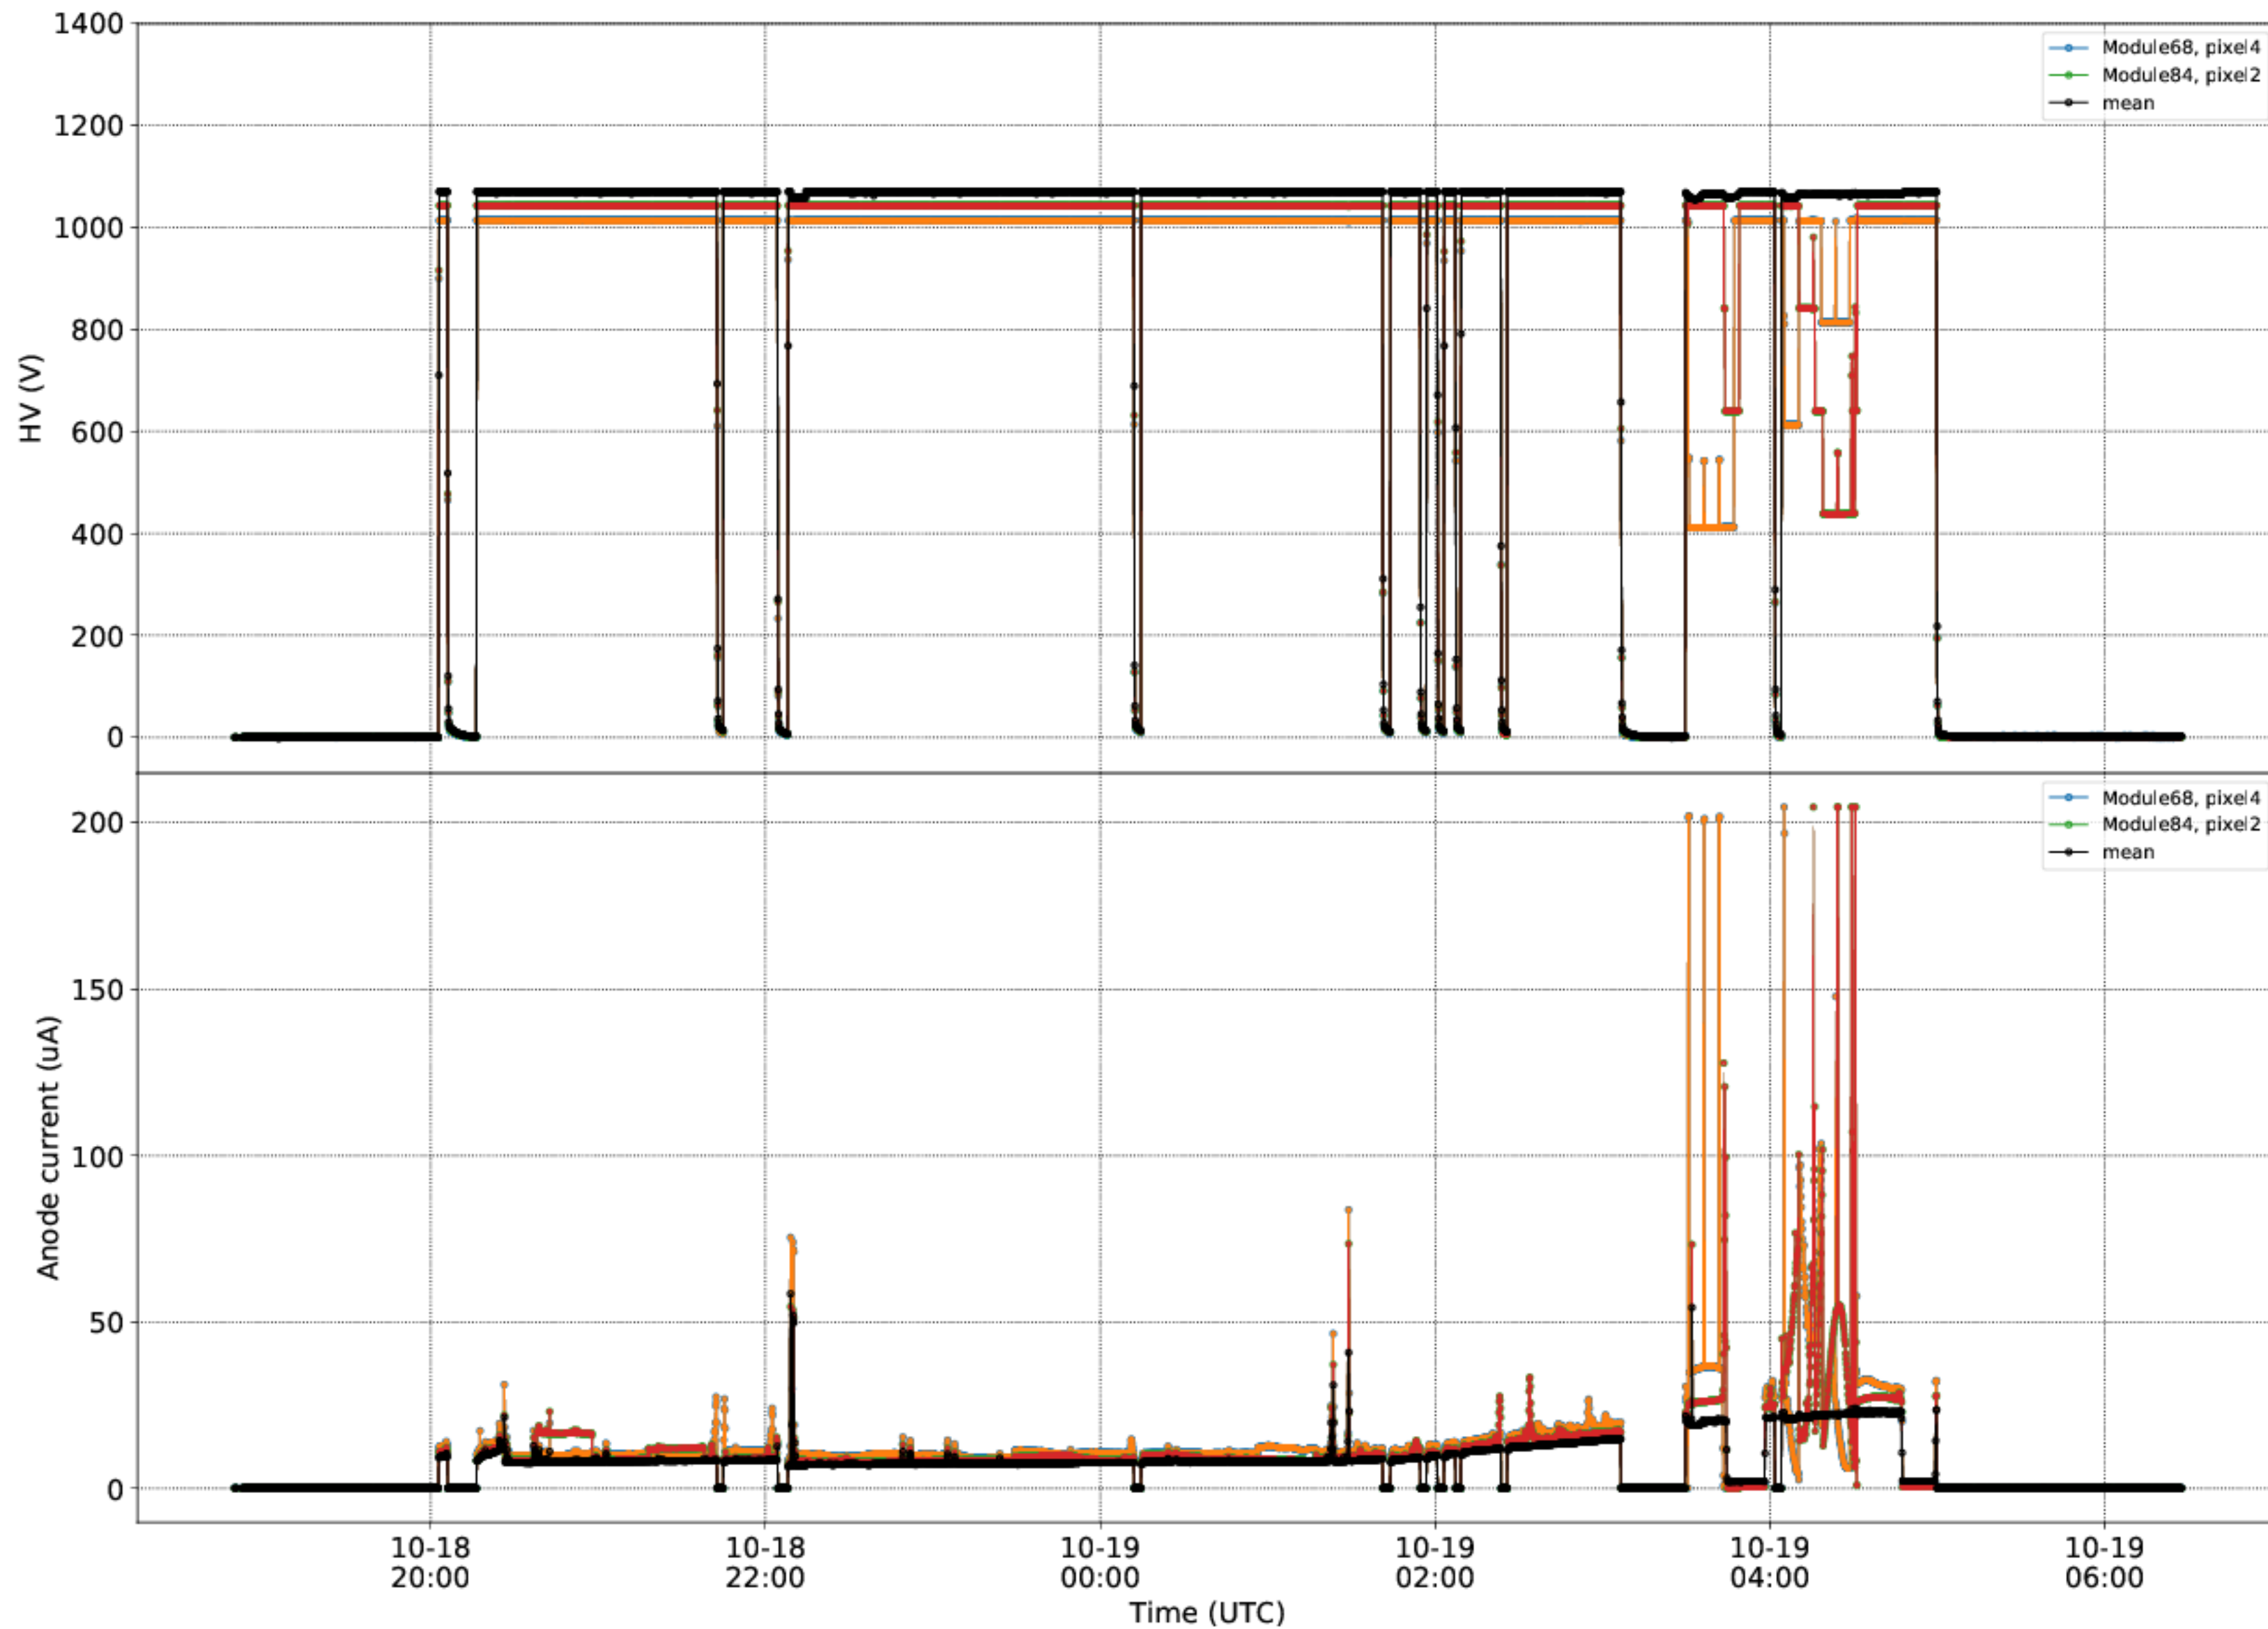 1400
1200
1000
800
600
400
200
0
HV (V)
Module68, pixel4
Module84, pixel2
mean
200
150
100
50
0
Anode current (uA)
Module68, pixel4
Module84, pixel2
mean
10-18
20:00
10-18
22:00
10-19
00:00
10-19
02:00
10-19
04:00
10-19
06:00
Time (UTC)